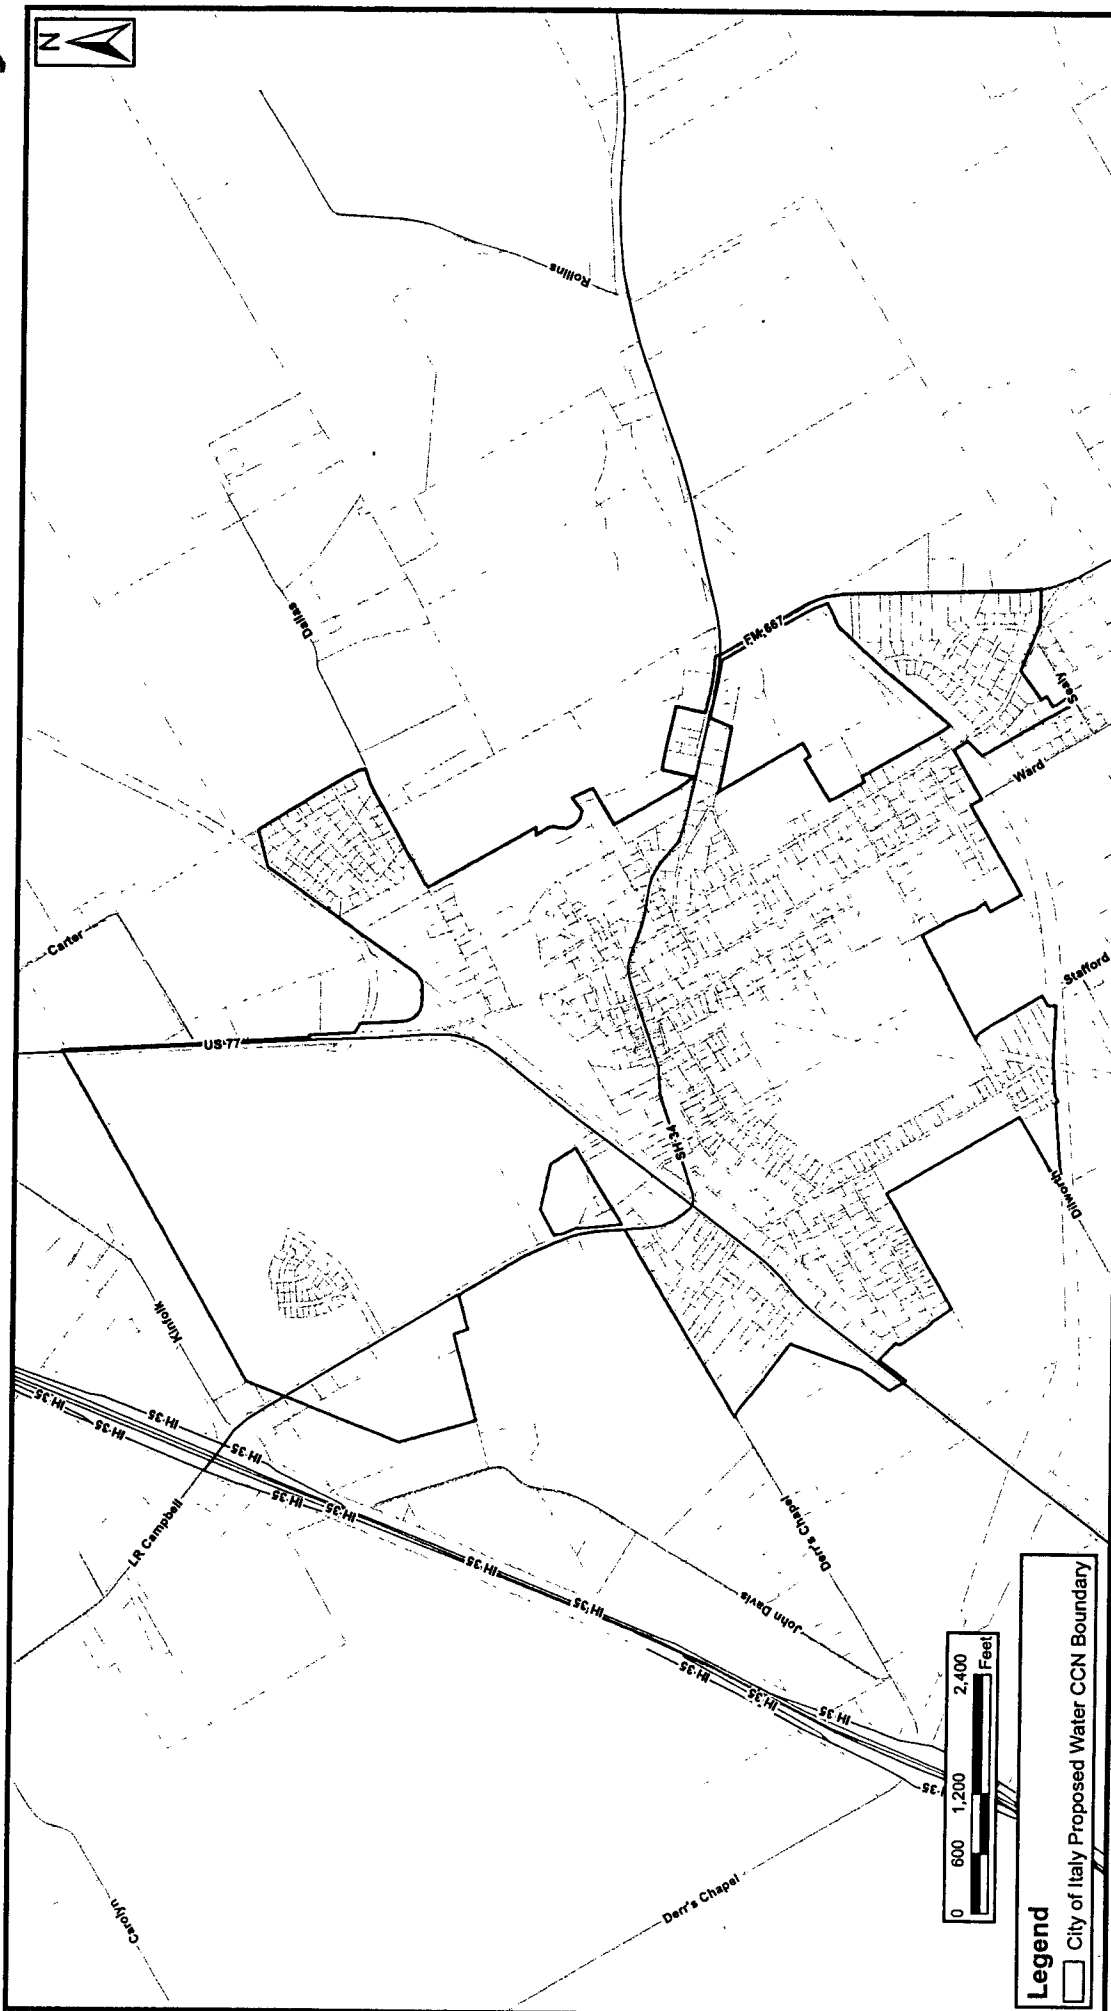 N
Rollins
Dallas
Carter
US 77
FM 667
Sealy
Ward
Stafford
SH 34
Dilworth
Kinfolk
IH 35
IH 35
IH 35
IH 35
IH 35
IH 35
IH 35
IH 35
IH 35
IH 35
IH 35
LR Campbell
John Davis
Derr's Chapel
Derr's Chapel
Carolyn
0 600 1,200 2,400
Feet
Legend
City of Italy Proposed Water CCN Boundary